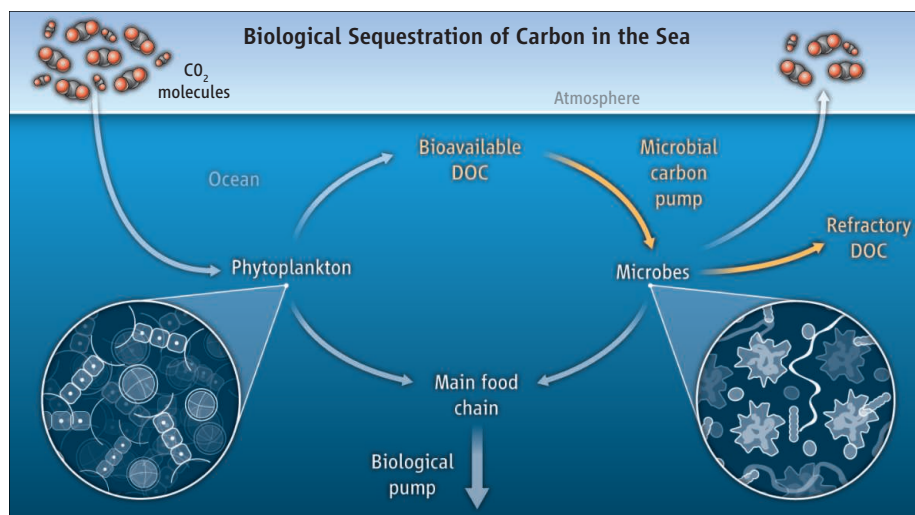 Biological Sequestration of Carbon in the Sea
CO2
molecules
Atmosphere
Ocean
Bioavailable
DOC
Microbial
carbon
pump
Refractory
DOC
Phytoplankton
Microbes
Main food
chain
Biological
pump